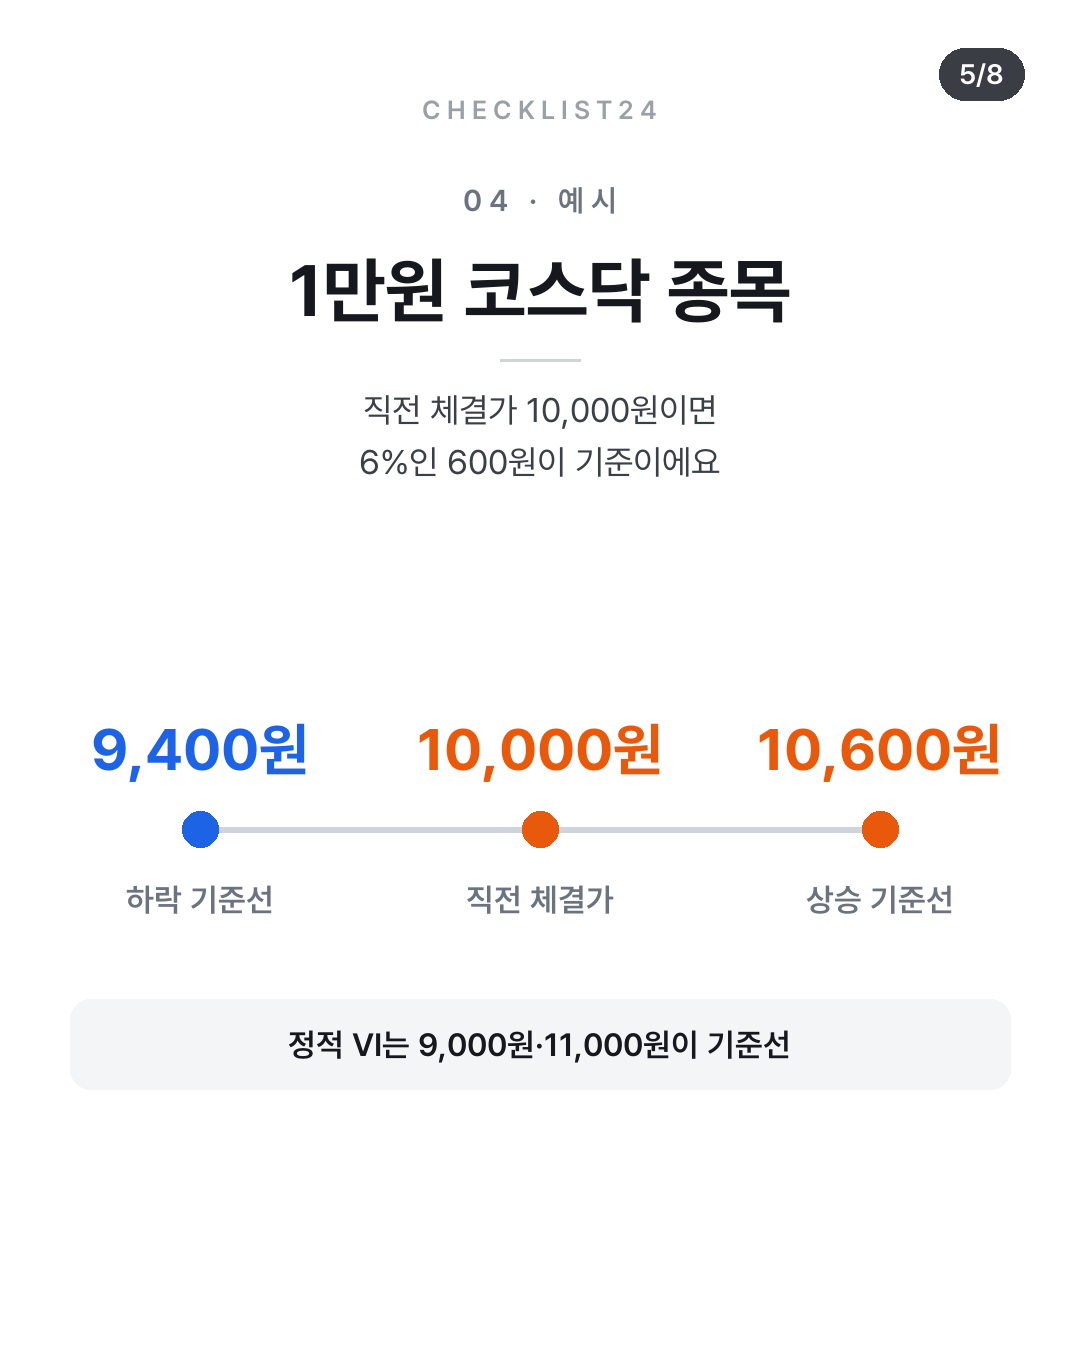 5/8
CHECKLIST24
04 · 예시
1만원 코스닥 종목
직전 체결가 10,000원이면
6%인 600원이 기준이에요
9,400원 10,000원 10,600원
하락 기준선 직전 체결가 상승 기준선
정적 VI는 9,000원·11,000원이 기준선